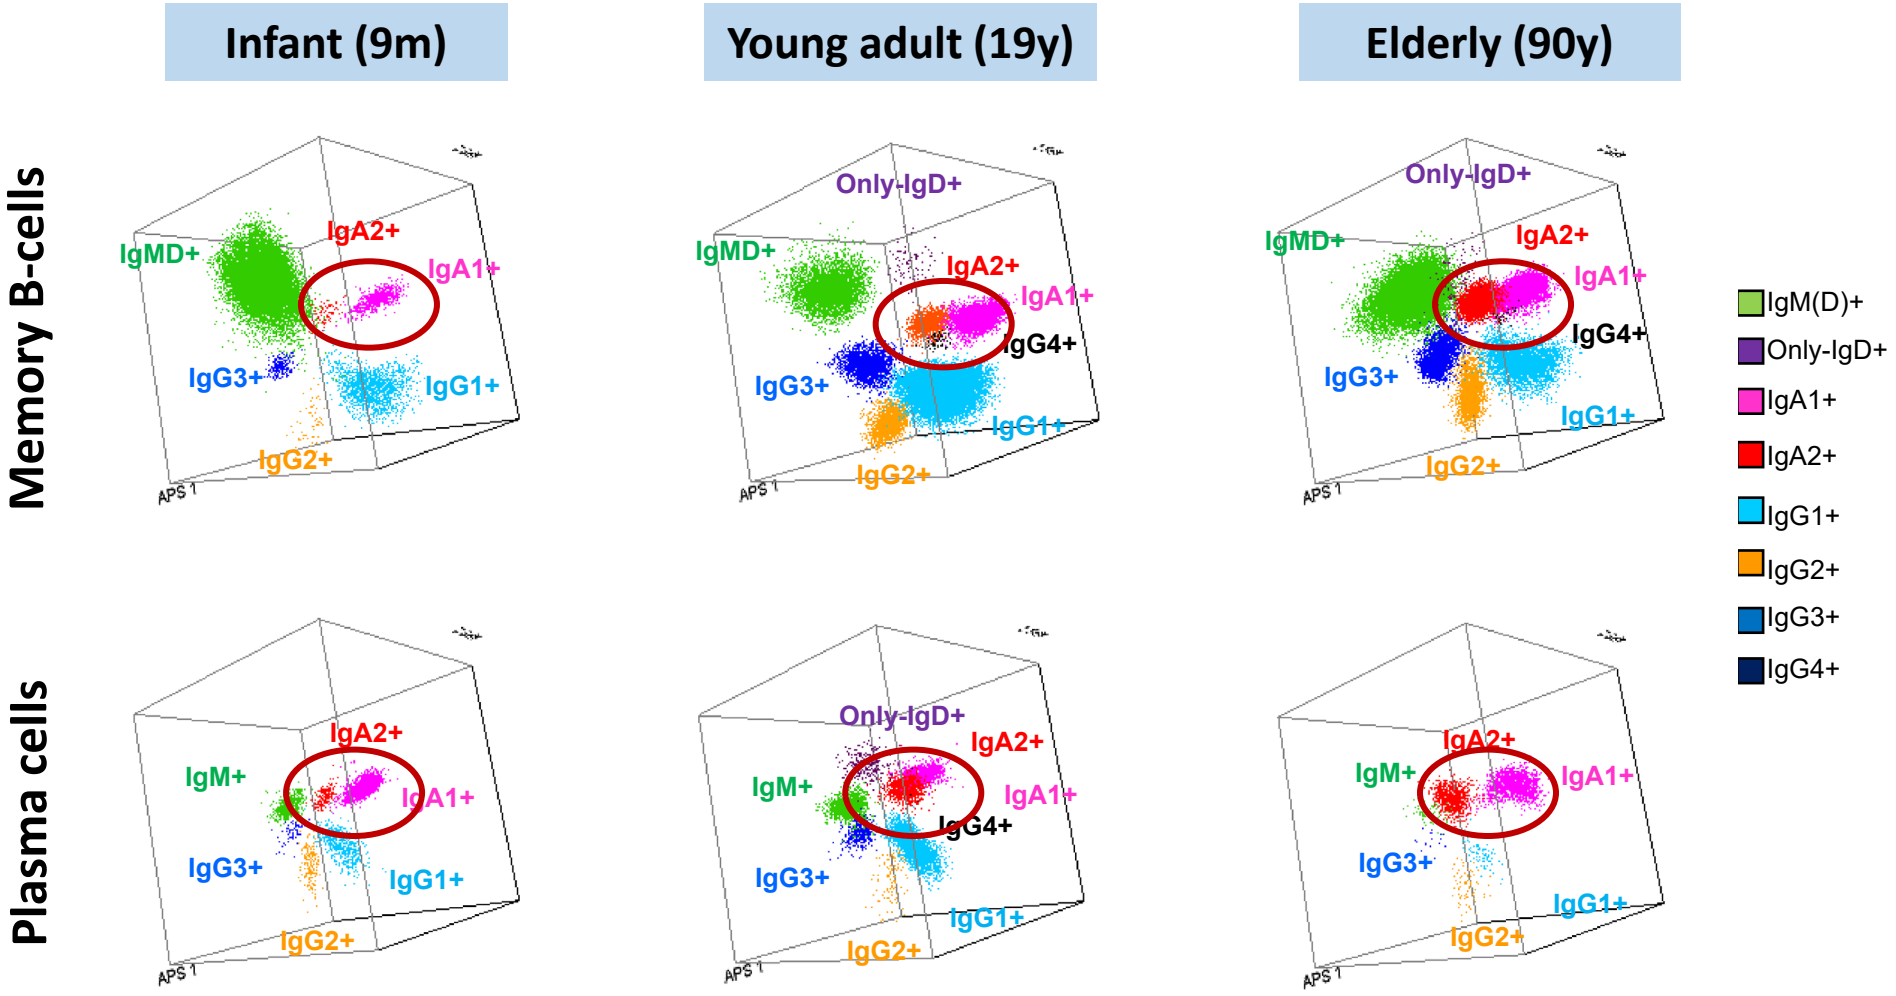 Infant (9m)
Young adult (19y)
Elderly (90y)
Memory B-cells
IgMD+
IgA2+
IgA1+
IgG3+
IgG1+
IgG2+
APS 1
Only-IgD+
IgMD+
IgA2+
IgA1+
IgG4+
IgG3+
IgG1+
IgG2+
APS 1
Only-IgD+
IgMD+
IgA2+
IgA1+
IgG4+
IgG3+
IgG1+
IgG2+
APS 1
IgM(D)+
Only-IgD+
IgA1+
IgA2+
IgG1+
IgG2+
IgG3+
IgG4+
Plasma cells
IgA2+
IgM+
IgA1+
IgG3+
IgG1+
IgG2+
APS 1
Only-IgD+
IgA2+
IgM+
IgA1+
IgG4+
IgG3+
IgG1+
IgG2+
APS 1
IgA2+
IgM+
IgA1+
IgG3+
IgG1+
IgG2+
APS 1